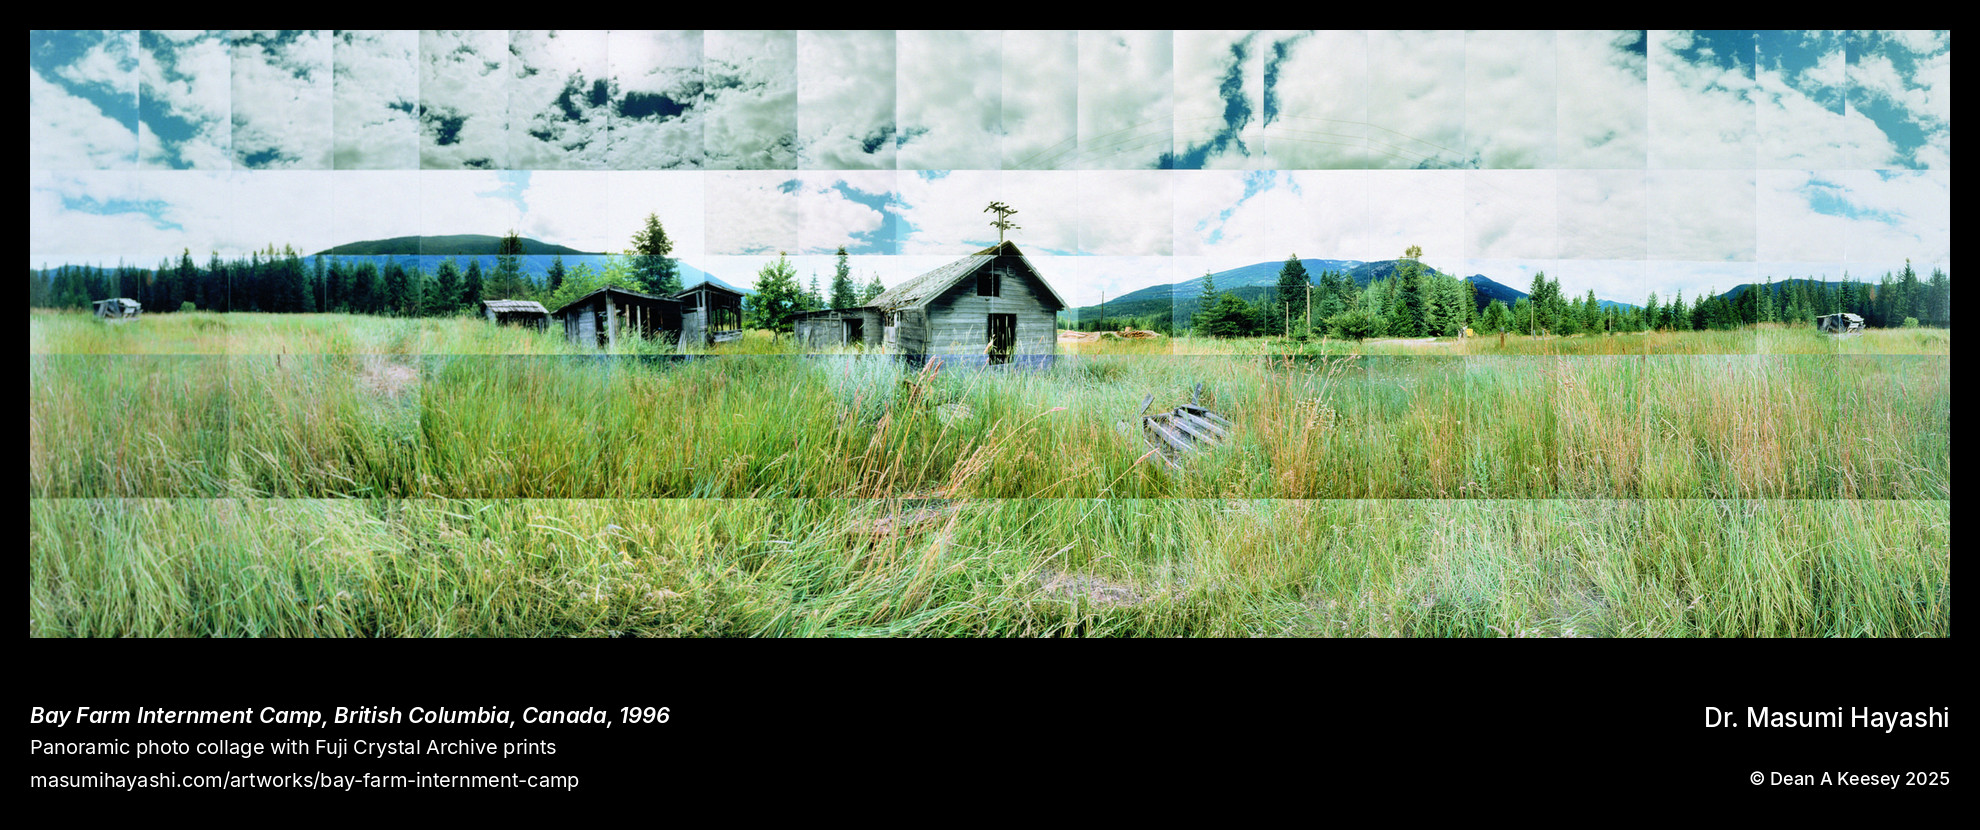 Bay Farm Internment Camp, British Columbia, Canada, 1996
Panoramic photo collage with Fuji Crystal Archive prints
masumihayashi.com/artworks/bay-farm-internment-camp
Dr. Masumi Hayashi
© Dean A Keesey 2025